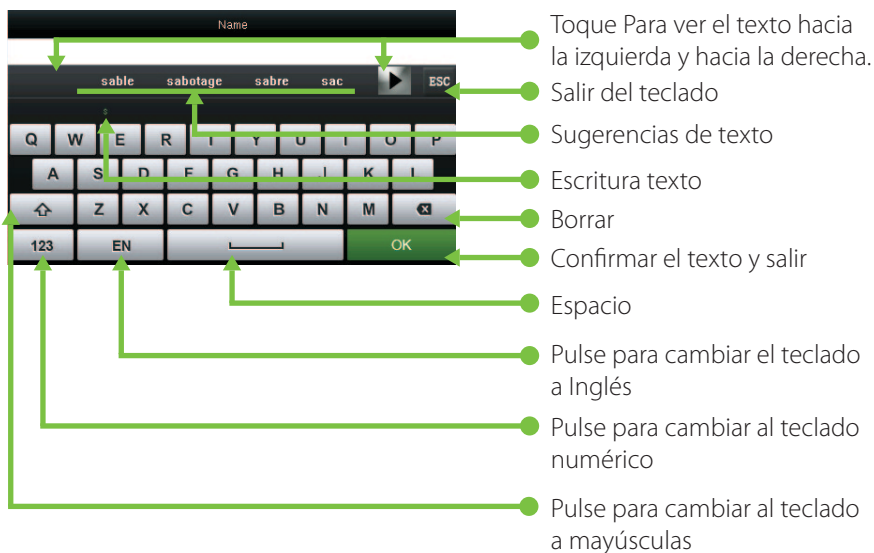 Name
sable sabotage sabre sac ESC
s
Q W E R T Y U I O P
A S D F G H J K L
Z X C V B N M
123 EN OK
Toque Para ver el texto hacia
la izquierda y hacia la derecha.
Salir del teclado
Sugerencias de texto
Escritura texto
Borrar
Confirmar el texto y salir
Espacio
Pulse para cambiar el teclado
a Inglés
Pulse para cambiar al teclado
numérico
Pulse para cambiar al teclado
a mayúsculas